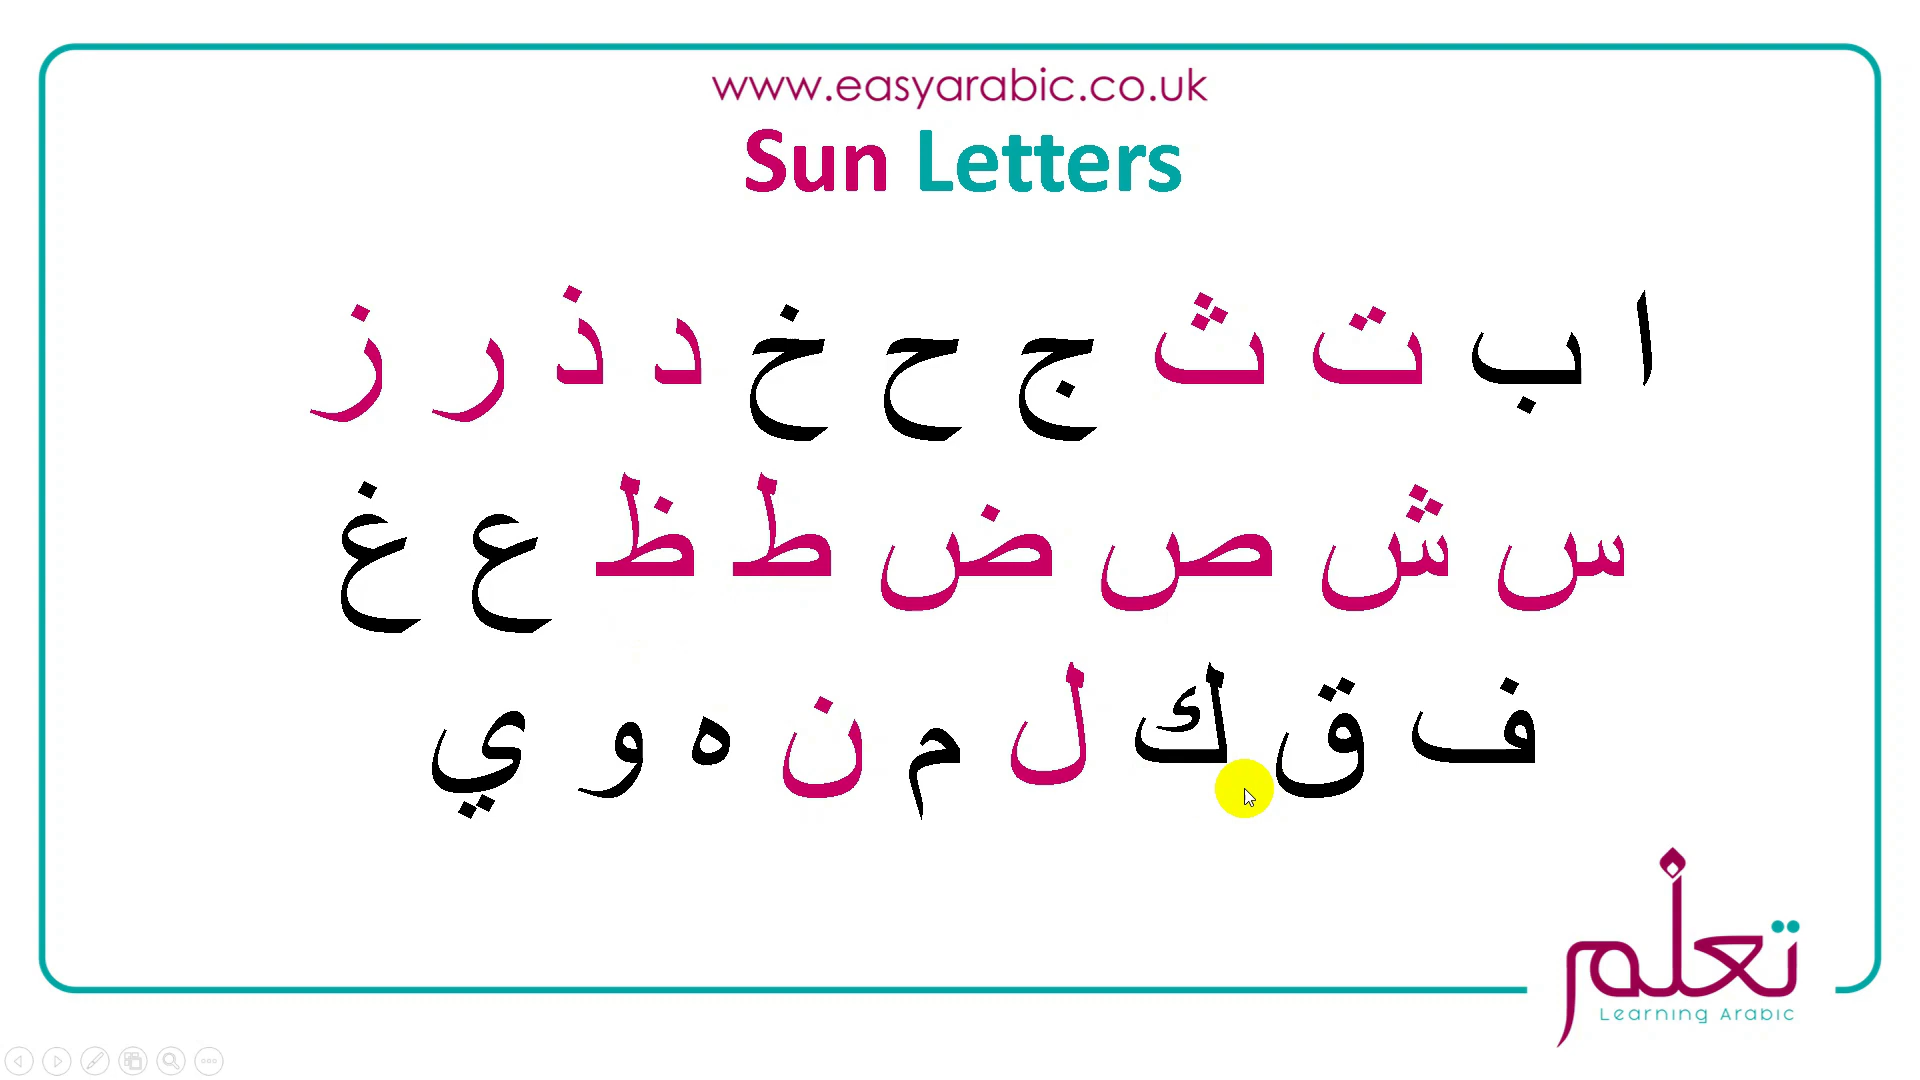 www.easyarabic.co.uk
Sun Letters
ا ب ت ث ج ح خ د ذ ر ز
س ش ص ض ط ظ ع غ
ف ق ك ل م ن ه و ي
تعلم
Learning Arabic